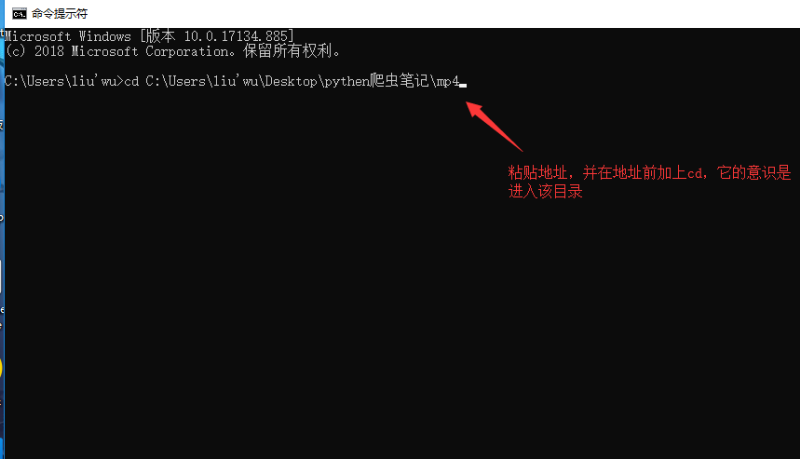 命令提示符
Microsoft Windows [版本 10.0.17134.885]
(c) 2018 Microsoft Corporation。保留所有权利。
C:\Users\liu'wu>cd C:\Users\liu'wu\Desktop\pythen爬虫笔记\mp4
粘贴地址，并在地址前加上cd，它的意识是
进入该目录